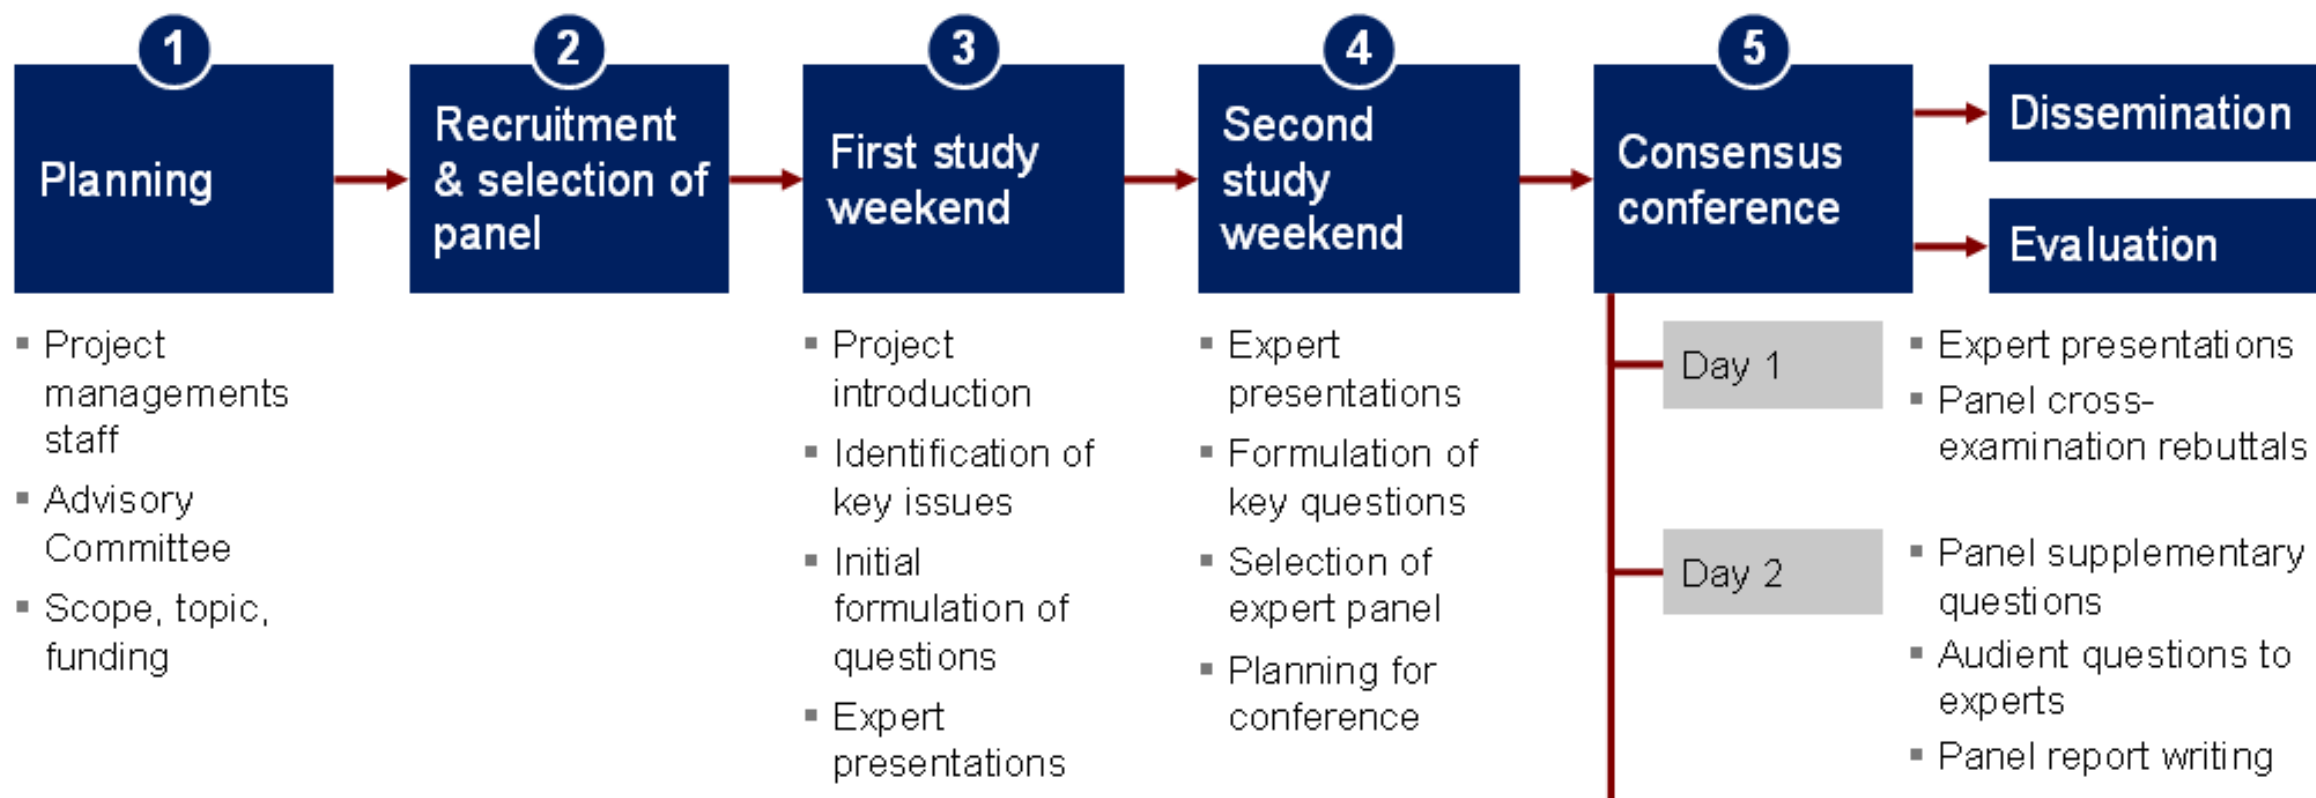 1
Planning
2
Recruitment
& selection of
panel
3
First study
weekend
4
Second
study
weekend
5
Consensus
conference
Dissemination
Evaluation
▪ Project
managements
staff
▪ Advisory
Committee
▪ Scope, topic,
funding
▪ Project
introduction
▪ Identification of
key issues
▪ Initial
formulation of
questions
▪ Expert
presentations
▪ Expert
presentations
▪ Formulation of
key questions
▪ Selection of
expert panel
▪ Planning for
conference
Day 1
▪ Expert presentations
▪ Panel cross-
examination rebuttals
Day 2
▪ Panel supplementary
questions
▪ Audient questions to
experts
▪ Panel report writing